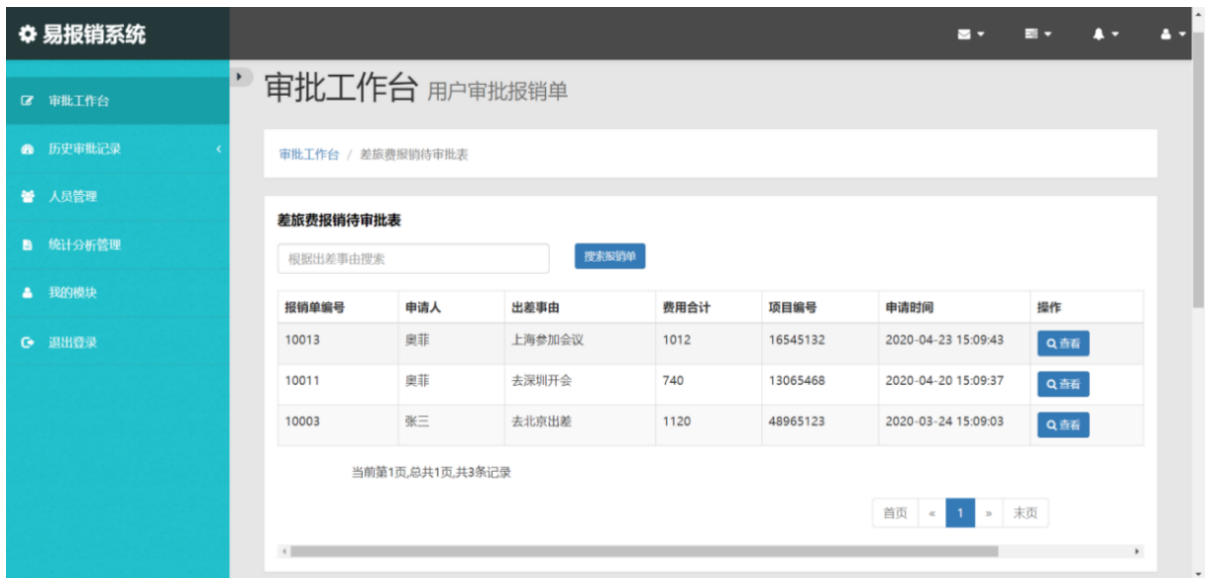 易报销系统
审批工作台
历史审批记录
人员管理
统计分析管理
我的模块
退出登录
审批工作台 用户审批报销单
审批工作台 / 差旅费报销待审批表
差旅费报销待审批表
根据出差事由搜索 搜索报销单
报销单编号 申请人 出差事由 费用合计 项目编号 申请时间 操作
10013 奥菲 上海参加会议 1012 16545132 2020-04-23 15:09:43 查看
10011 奥菲 去深圳开会 740 13065468 2020-04-20 15:09:37 查看
10003 张三 去北京出差 1120 48965123 2020-03-24 15:09:03 查看
当前第1页,总共1页,共3条记录
首页 « 1 » 末页